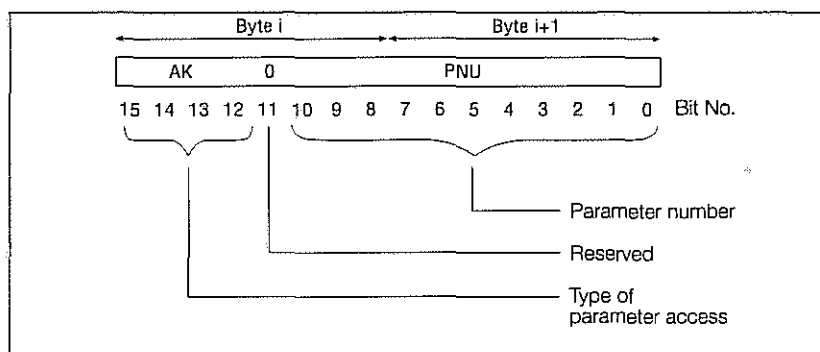 Byte i Byte i+1
AK 0 PNU
15 14 13 12 11 10 9 8 7 6 5 4 3 2 1 0 Bit No.
Parameter number
Reserved
Type of
parameter access